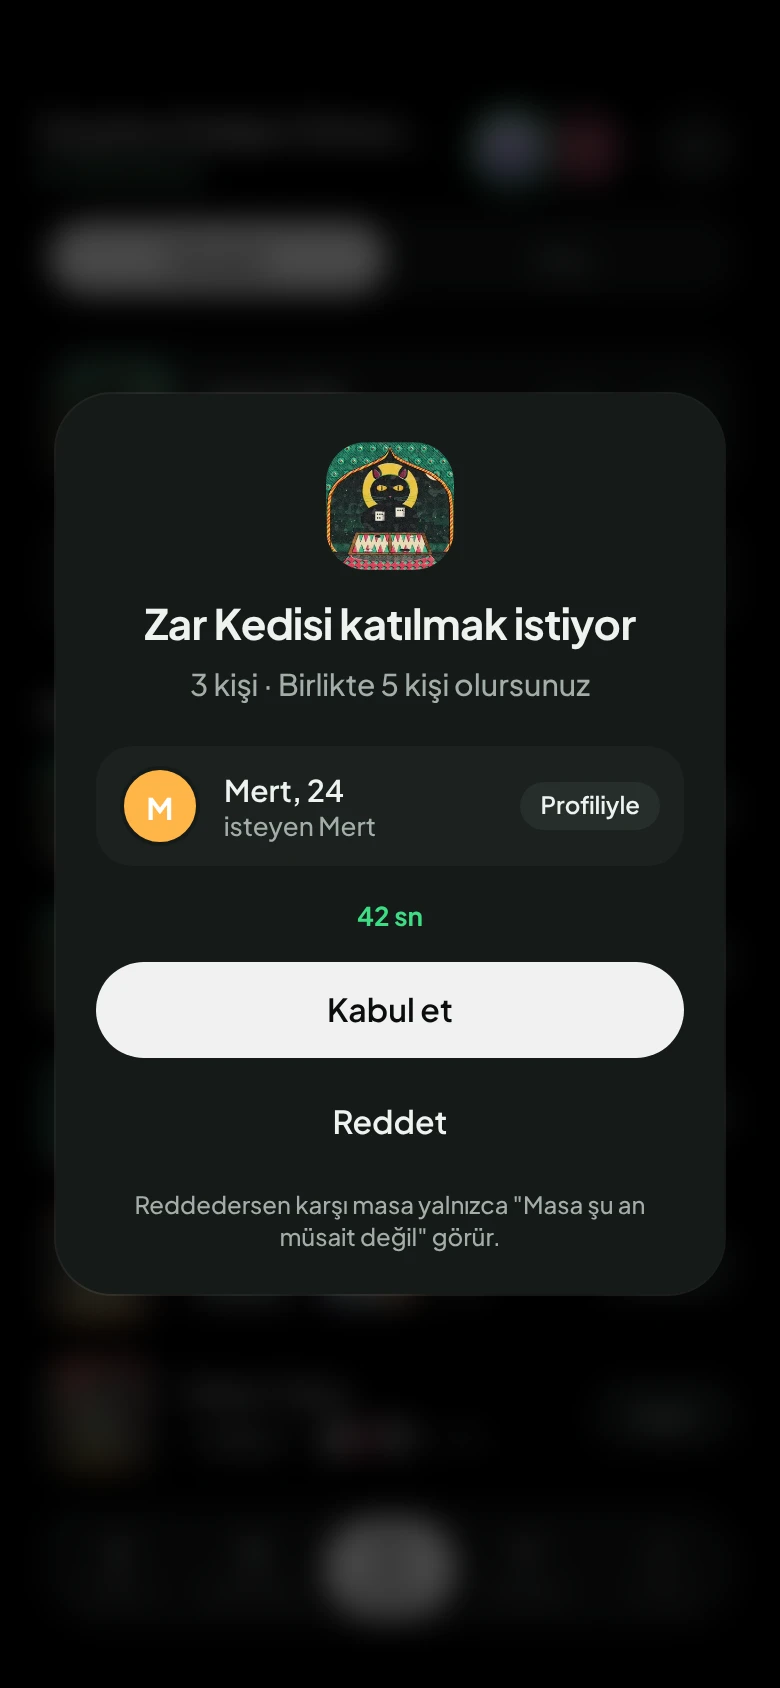 Zar Kedisi katılmak istiyor
3 kişi · Birlikte 5 kişi olursunuz
M
Mert, 24
isteyen Mert
Profiliyle
42 sn
Kabul et
Reddet
Reddedersen karşı masa yalnızca "Masa şu an
müsait değil" görür.